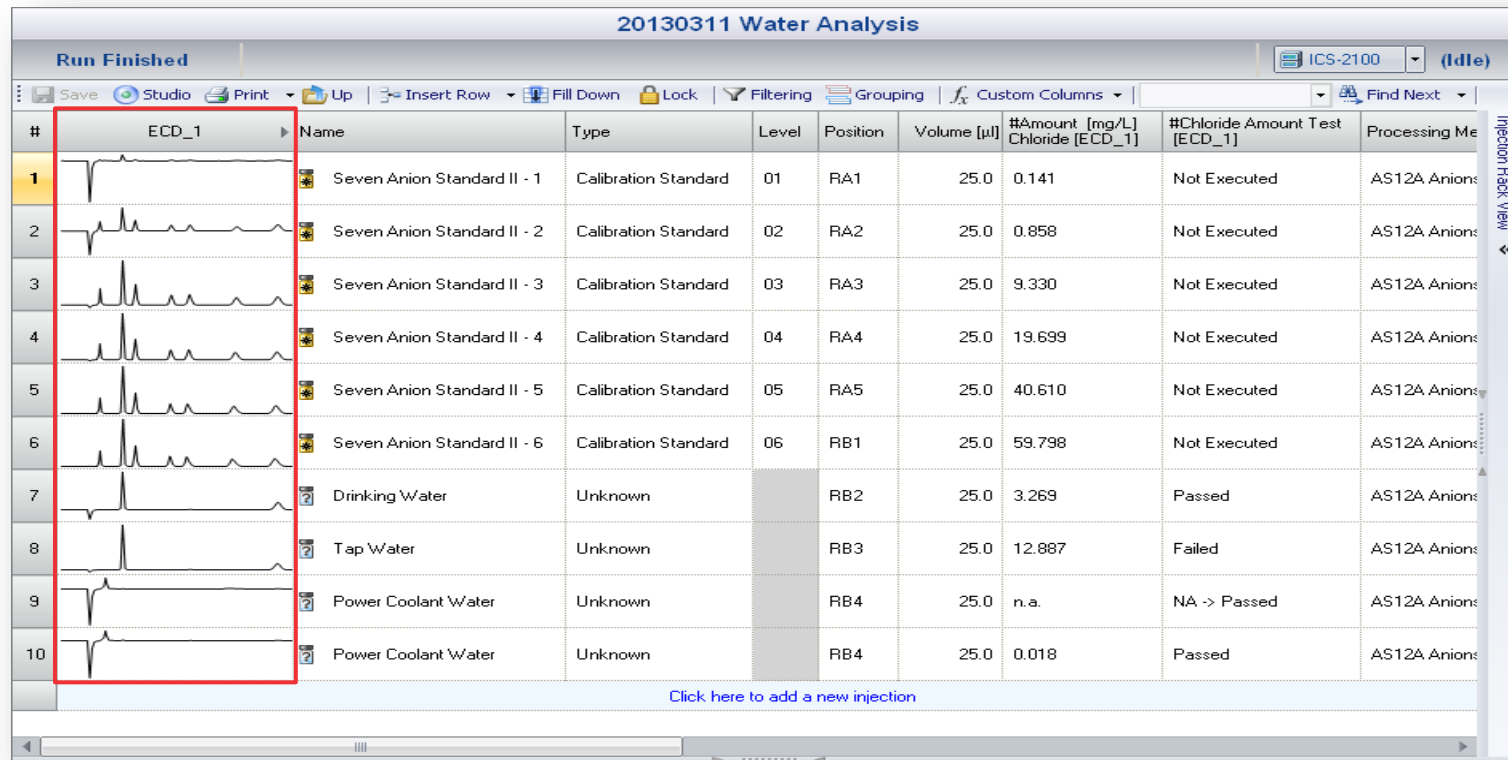 20130311 Water Analysis
Run Finished ICS-2100 (Idle)
Save Studio Print Up Insert Row Fill Down Lock Filtering Grouping fx Custom Columns Find Next
# ECD_1 Name Type Level Position Volume [µl] #Amount [mg/L] Chloride [ECD_1] #Chloride Amount Test [ECD_1] Processing Me
1 Seven Anion Standard II - 1 Calibration Standard 01 RA1 25.0 0.141 Not Executed AS12A Anions
2 Seven Anion Standard II - 2 Calibration Standard 02 RA2 25.0 0.858 Not Executed AS12A Anions
3 Seven Anion Standard II - 3 Calibration Standard 03 RA3 25.0 9.330 Not Executed AS12A Anions
4 Seven Anion Standard II - 4 Calibration Standard 04 RA4 25.0 19.699 Not Executed AS12A Anions
5 Seven Anion Standard II - 5 Calibration Standard 05 RA5 25.0 40.610 Not Executed AS12A Anions
6 Seven Anion Standard II - 6 Calibration Standard 06 RB1 25.0 59.798 Not Executed AS12A Anions
7 Drinking Water Unknown RB2 25.0 3.269 Passed AS12A Anions
8 Tap Water Unknown RB3 25.0 12.887 Failed AS12A Anions
9 Power Coolant Water Unknown RB4 25.0 n.a. NA -> Passed AS12A Anions
10 Power Coolant Water Unknown RB4 25.0 0.018 Passed AS12A Anions
Click here to add a new injection
Injection Rack View